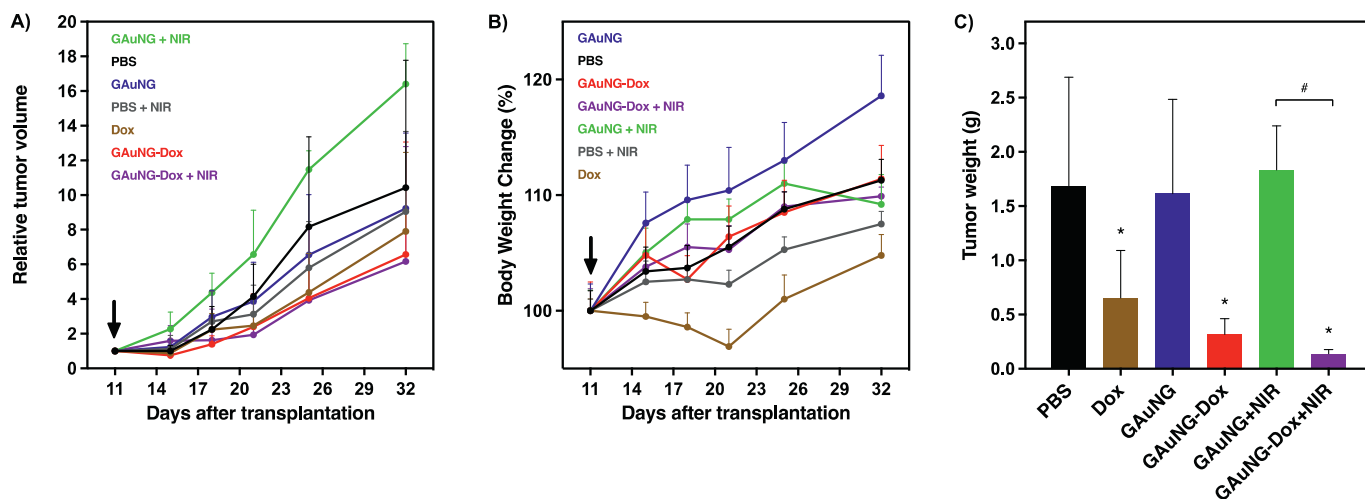 A)
20
18
16
14
12
10
8
6
4
2
0
Relative tumor volume
GAuNG + NIR
PBS
GAuNG
PBS + NIR
Dox
GAuNG-Dox
GAuNG-Dox + NIR
11 14 17 20 23 26 29 32
Days after transplantation
B)
120
110
100
Body Weight Change (%)
GAuNG
PBS
GAuNG-Dox
GAuNG-Dox + NIR
GAuNG + NIR
PBS + NIR
Dox
11 14 17 20 23 26 29 32
Days after transplantation
C)
3.0
2.5
2.0
1.5
1.0
0.5
0.0
Tumor weight (g)
#
* * *
PBS
Dox
GAuNG
GAuNG-Dox
GAuNG+NIR
GAuNG-Dox+NIR